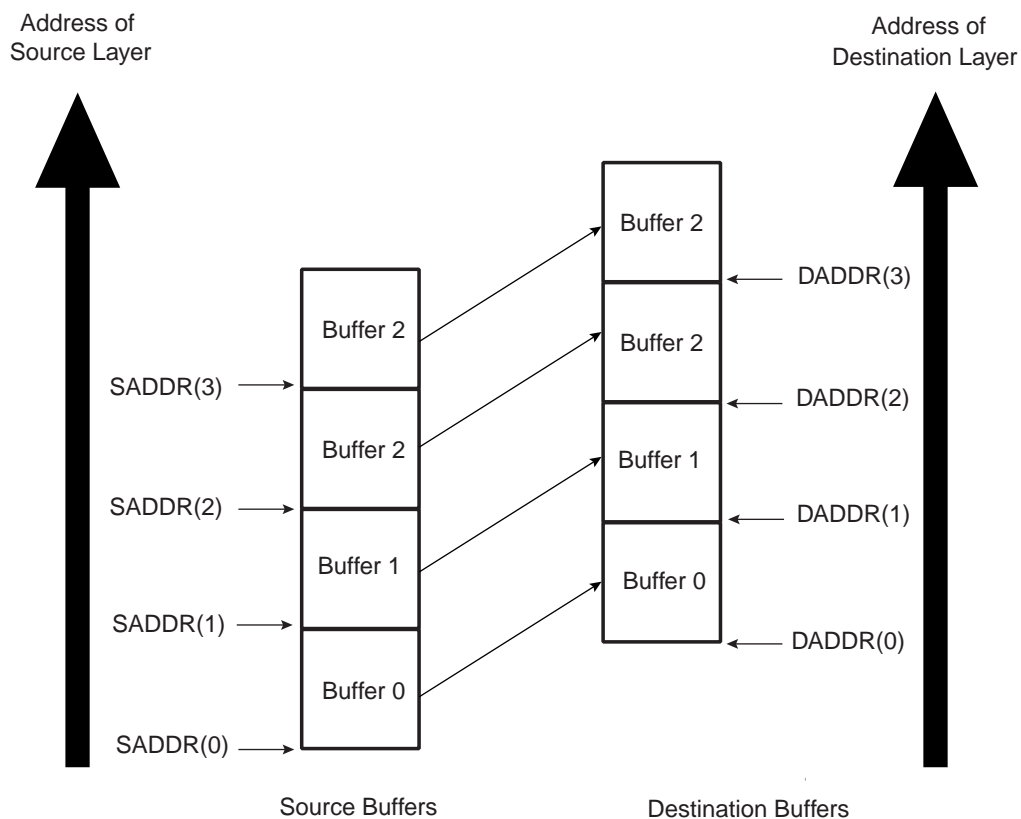 Address of
Source Layer
Address of
Destination Layer
Buffer 2
DADDR(3)
Buffer 2
Buffer 2
SADDR(3)
DADDR(2)
Buffer 2
Buffer 1
SADDR(2)
DADDR(1)
Buffer 1
Buffer 0
SADDR(1)
DADDR(0)
Buffer 0
SADDR(0)
Source Buffers
Destination Buffers